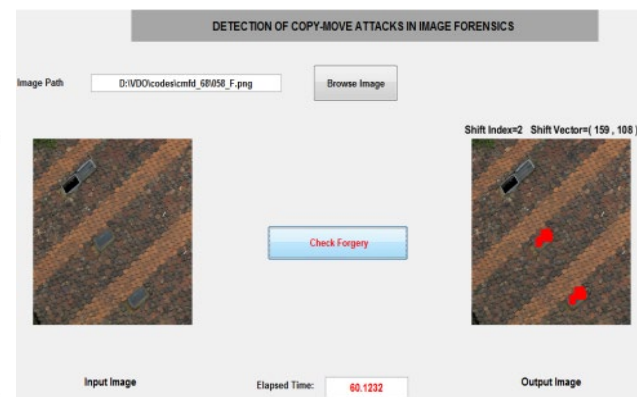 DETECTION OF COPY-MOVE ATTACKS IN IMAGE FORENSICS
Image Path
D:\VDO\codes\cmfd_68\058_F.png
Browse Image
Shift Index=2 Shift Vector=( 159 , 108 )
Check Forgery
Input Image
Elapsed Time:
60.1232
Output Image